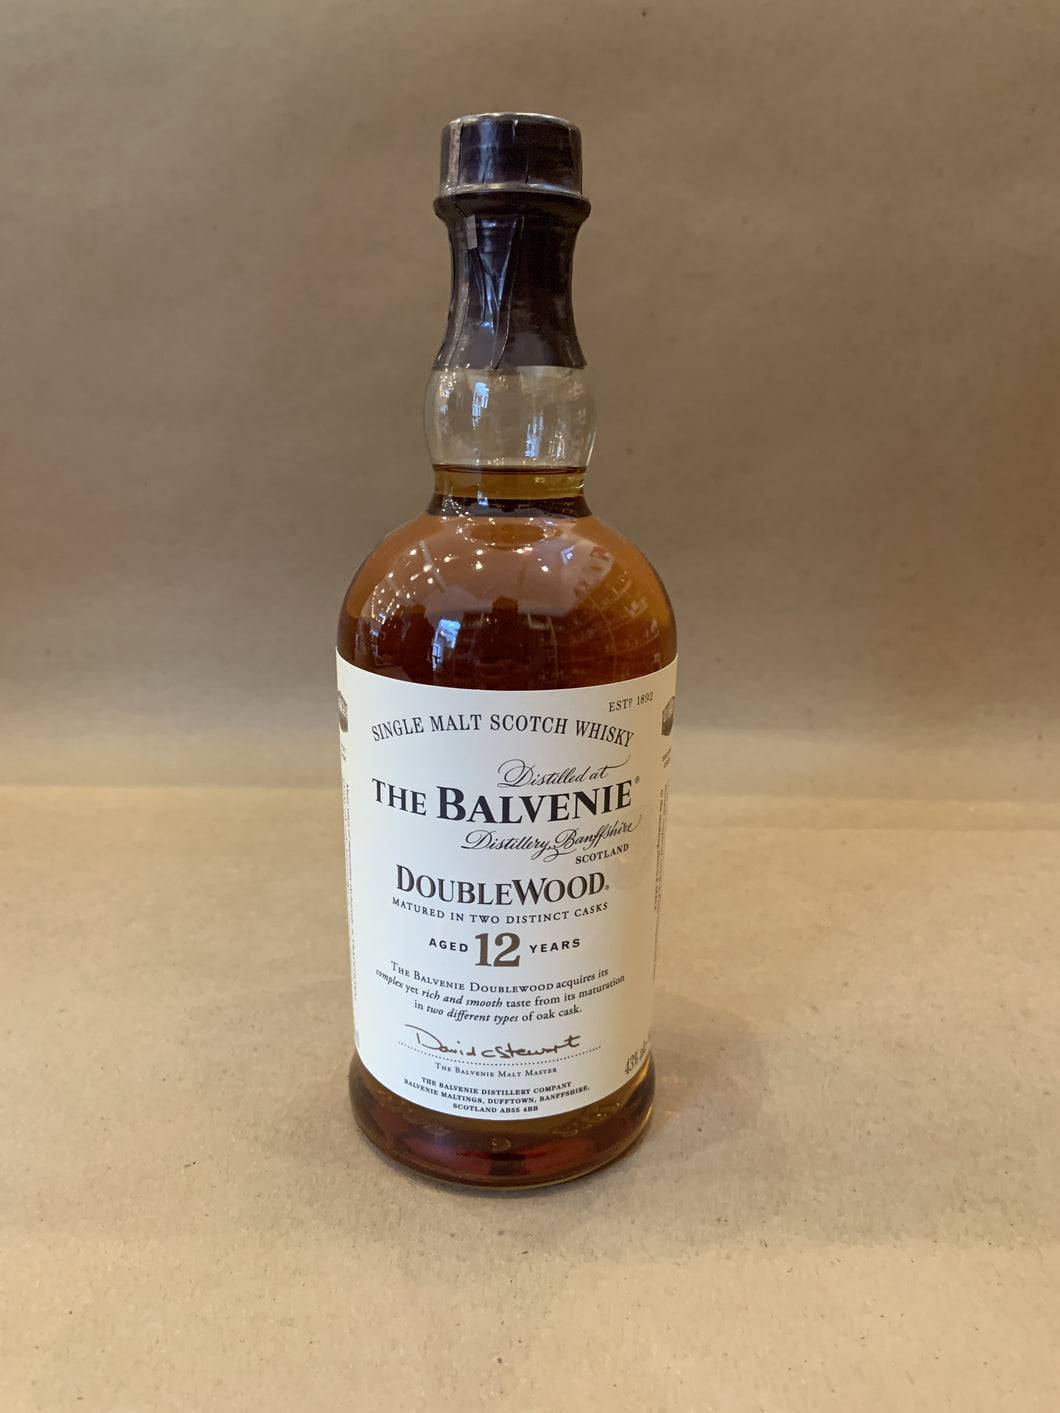 ESTD 1892
SINGLE MALT SCOTCH WHISKY
Distilled at
THE BALVENIE®
Distillery, Banffshire
SCOTLAND
DOUBLEWOOD®
MATURED IN TWO DISTINCT CASKS
AGED 12 YEARS
THE BALVENIE DOUBLEWOOD acquires its
complex yet rich and smooth taste from its maturation
in two different types of oak cask.
David C Stewart
THE BALVENIE MALT MASTER
43%
THE BALVENIE DISTILLERY COMPANY
BALVENIE MALTINGS, DUFFTOWN, BANFFSHIRE,
SCOTLAND AB55 4BB